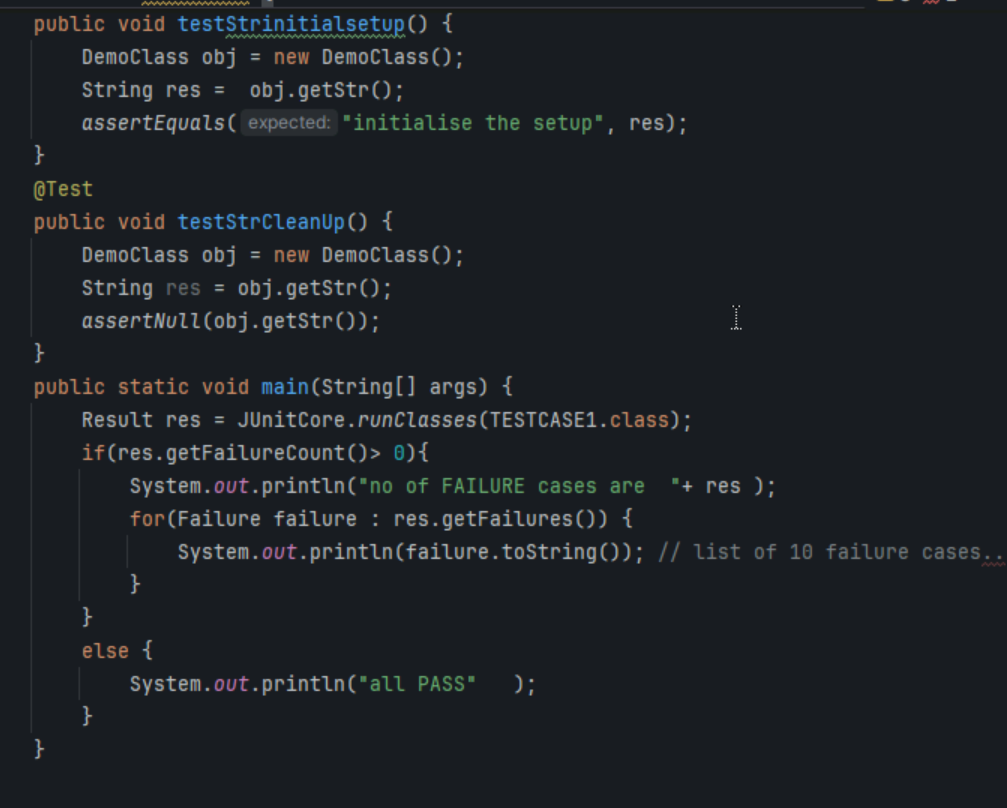 public void testStrinitialsetup() {
DemoClass obj = new DemoClass();
String res =  obj.getStr();
assertEquals( expected: "initialise the setup", res);
}
@Test
public void testStrCleanUp() {
DemoClass obj = new DemoClass();
String res = obj.getStr();
assertNull(obj.getStr());
}
public static void main(String[] args) {
Result res = JUnitCore.runClasses(TESTCASE1.class);
if(res.getFailureCount()> 0){
System.out.println("no of FAILURE cases are  "+ res );
for(Failure failure : res.getFailures()) {
System.out.println(failure.toString()); // list of 10 failure cases..
}
}
else {
System.out.println("all PASS"   );
}
}